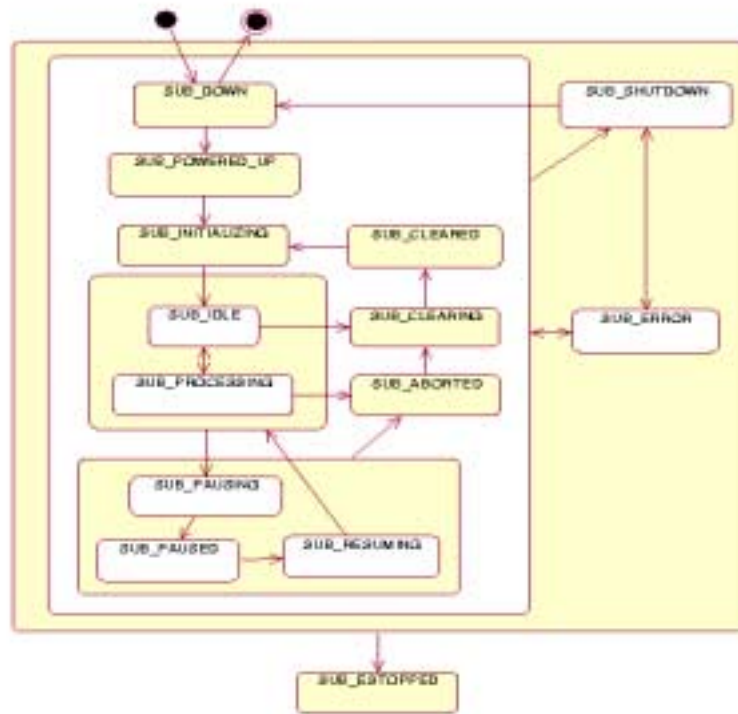 SUB_DOWN
SUB_SHUTDOWN
SUB_POWERED_UP
SUB_INITIALIZING
SUB_CLEARED
SUB_IDLE
SUB_CLEARING
SUB_ERROR
SUB_PROCESSING
SUB_ABORTED
SUB_PAUSING
SUB_PAUSED
SUB_RESUMING
SUB_ESTOPPED